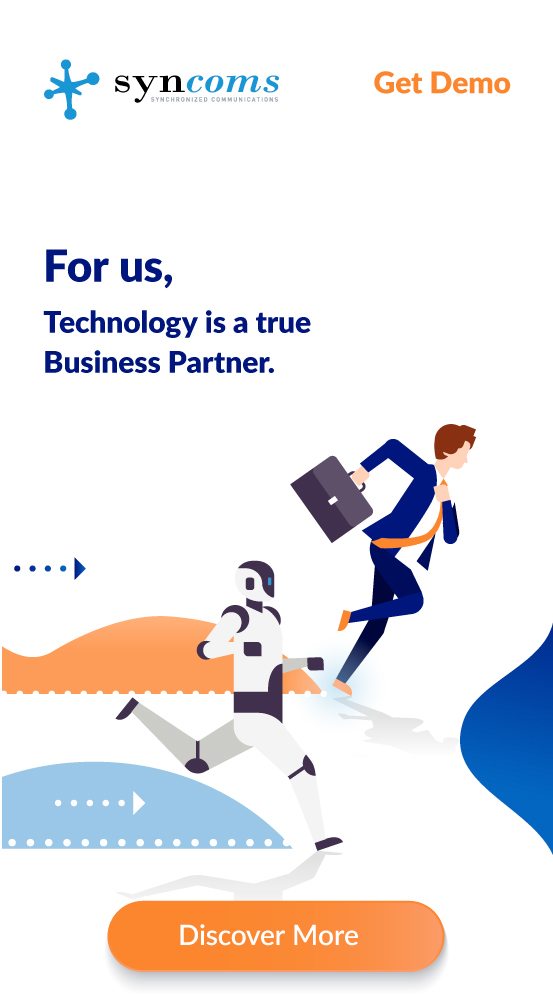 syncoms
SYNCHRONIZED COMMUNICATIONS
Get Demo
For us,
Technology is a true
Business Partner.
Discover More